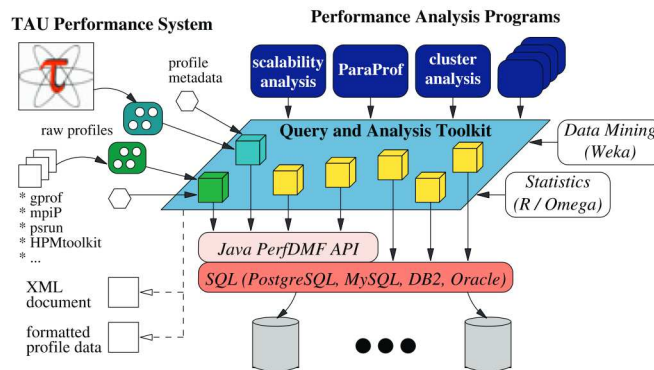 TAU Performance System
Performance Analysis Programs
τ
profile
metadata
scalability
analysis
ParaProf
cluster
analysis
raw profiles
Query and Analysis Toolkit
Data Mining
(Weka)
* gprof
* mpiP
* psrun
* HPMtoolkit
* ...
Statistics
(R / Omega)
Java PerfDMF API
SQL (PostgreSQL, MySQL, DB2, Oracle)
XML
document
formatted
profile data